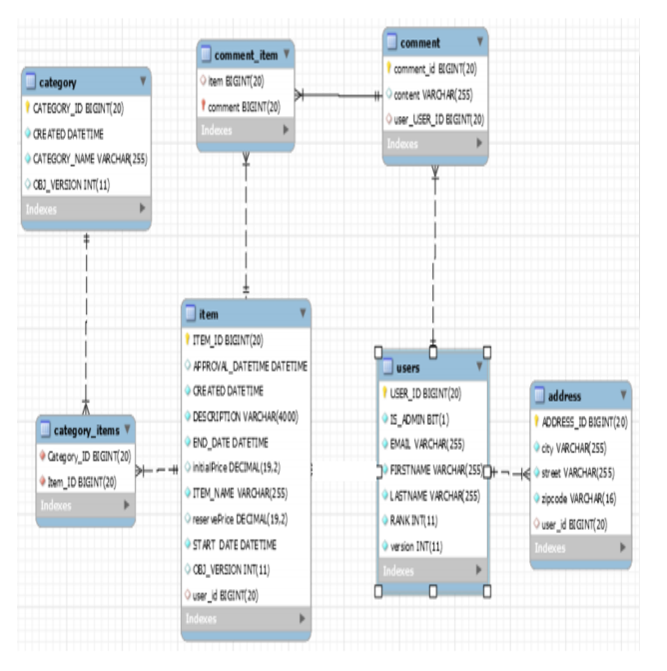 category
CATEGORY_ID BIGINT(20)
CREATED DATETIME
CATEGORY_NAME VARCHAR(255)
OBJ_VERSION INT(11)
Indexes
comment_item
item BIGINT(20)
comment BIGINT(20)
Indexes
comment
comment_id BIGINT(20)
content VARCHAR(255)
user_USER_ID BIGINT(20)
Indexes
item
ITEM_ID BIGINT(20)
APPROVAL_DATETIME DATETIME
CREATED DATETIME
DESCRIPTION VARCHAR(4000)
END_DATE DATETIME
initialPrice DECIMAL(19,2)
ITEM_NAME VARCHAR(255)
reservePrice DECIMAL(19,2)
START DATE DATETIME
OBJ_VERSION INT(11)
user_id BIGINT(20)
Indexes
category_items
Category_ID BIGINT(20)
Item_ID BIGINT(20)
Indexes
users
USER_ID BIGINT(20)
IS_ADMIN BIT(1)
EMAIL VARCHAR(255)
FIRSTNAME VARCHAR(255)
LASTNAME VARCHAR(255)
RANK INT(11)
version INT(11)
Indexes
address
ADDRESS_ID BIGINT(20)
city VARCHAR(255)
street VARCHAR(255)
zipcode VARCHAR(16)
user_id BIGINT(20)
Indexes